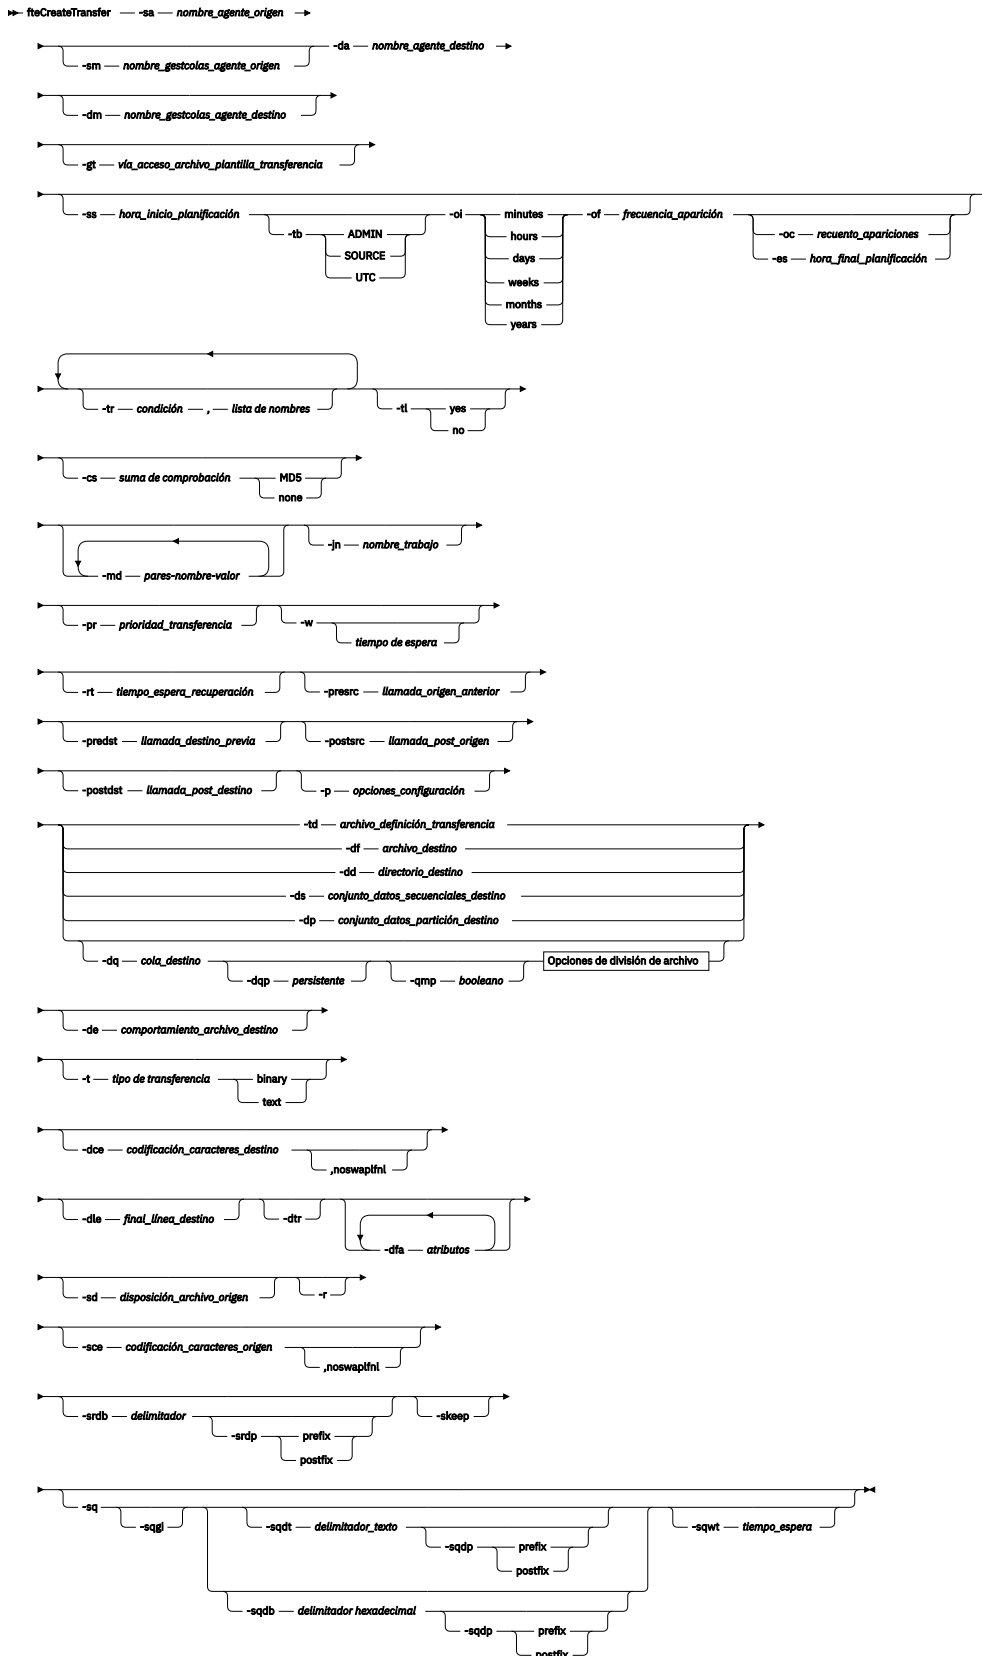 fteCreateTransfer -sa nombre_agente_origen
-da nombre_agente_destino
-sm nombre_gestcolas_agente_origen
-dm nombre_gestcolas_agente_destino
-gt vía_acceso_archivo_plantilla_transferencia
-ss hora_inicio_planificación -oi minutes -of frecuencia_aparición
-tb ADMIN hours -oc recuento_apariciones
SOURCE days -es hora_final_planificación
UTC weeks
months
years
-tr condición , lista de nombres -tl yes
no
-cs suma de comprobación MD5
none
-jn nombre_trabajo
-md pares-nombre-valor
-pr prioridad_transferencia -w
tiempo de espera
-rt tiempo_espera_recuperación -presrc llamada_origen_anterior
-predst llamada_destino_previa -postsrc llamada_post_origen
-postdst llamada_post_destino -p opciones_configuración
-td archivo_definición_transferencia
-df archivo_destino
-dd directorio_destino
-ds conjunto_datos_secuenciales_destino
-dp conjunto_datos_partición_destino
-dq cola_destino Opciones de división de archivo
-dqp persistente -qmp booleano
-de comportamiento_archivo_destino
-t tipo de transferencia binary
text
-dce codificación_caracteres_destino
,noswaplfnl
-dle final_línea_destino -dtr
-dfa atributos
-sd disposición_archivo_origen -r
-sce codificación_caracteres_origen
,noswaplfnl
-srdb delimitador -skeep
-srdp prefix
postfix
-sq
-sqgi -sqdt delimitador_texto -sqwt tiempo_espera
-sqdp prefix
postfix
-sqdb delimitador hexadecimal
-sqdp prefix
postfix